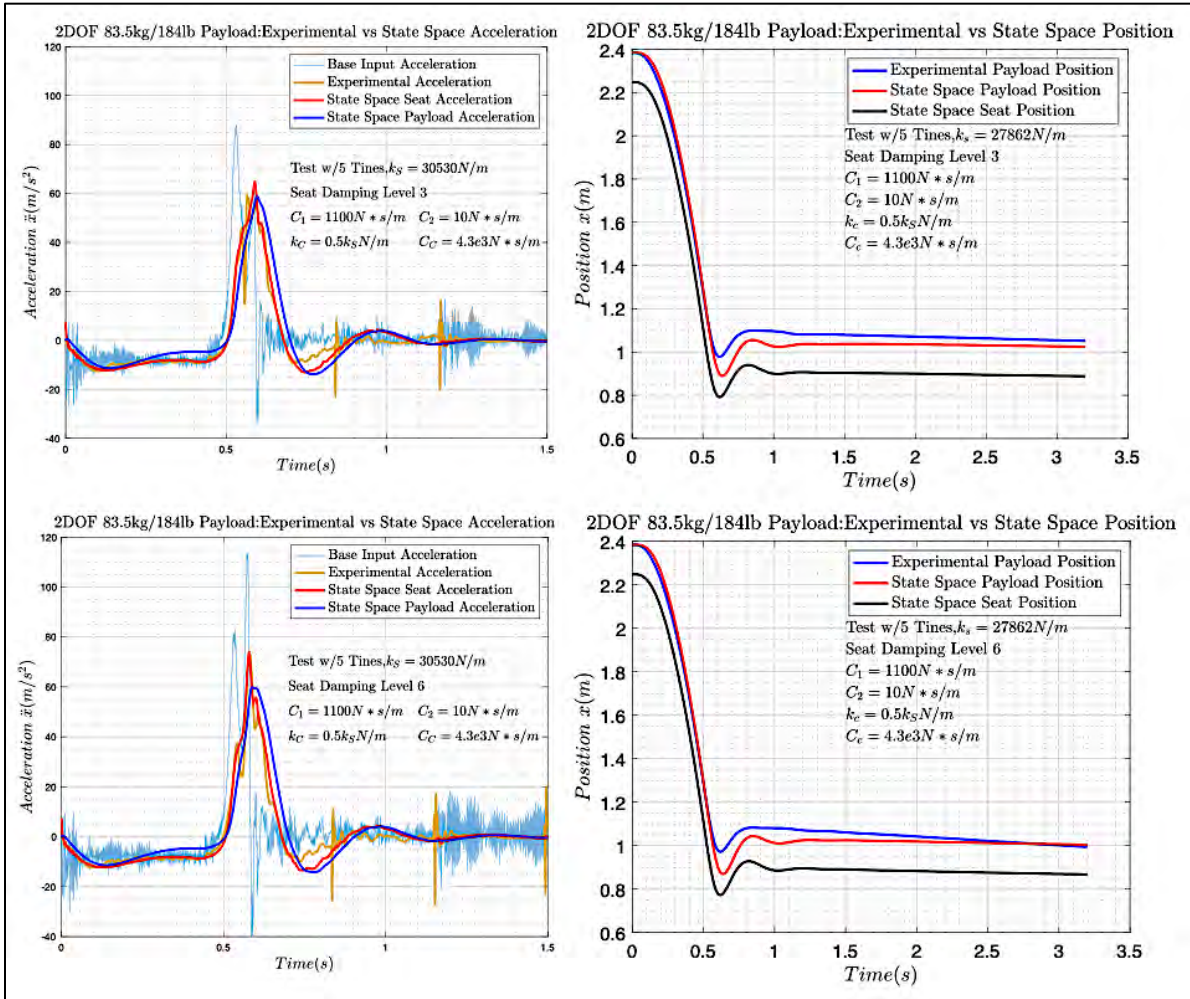 2DOF 83.5kg/184lb Payload:Experimental vs State Space Acceleration
120
100
80
60
40
20
0
-20
-40
Acceleration ẍ(m/s²)
Base Input Acceleration
Experimental Acceleration
State Space Seat Acceleration
State Space Payload Acceleration
Test w/5 Tines,k_S = 30530N/m
Seat Damping Level 3
C₁ = 1100N * s/m C₂ = 10N * s/m
k_C = 0.5k_S N/m C_C = 4.3e3N * s/m
0 0.5 1 1.5
Time(s)
2DOF 83.5kg/184lb Payload:Experimental vs State Space Position
2.4
2.2
2
1.8
1.6
1.4
1.2
1
0.8
0.6
Position x(m)
Experimental Payload Position
State Space Payload Position
State Space Seat Position
Test w/5 Tines,k_s = 27862N/m
Seat Damping Level 3
C₁ = 1100N * s/m
C₂ = 10N * s/m
k_c = 0.5k_S N/m
C_c = 4.3e3N * s/m
0 0.5 1 1.5 2 2.5 3 3.5
Time(s)
2DOF 83.5kg/184lb Payload:Experimental vs State Space Acceleration
120
100
80
60
40
20
0
-20
-40
Acceleration ẍ(m/s²)
Base Input Acceleration
Experimental Acceleration
State Space Seat Acceleration
State Space Payload Acceleration
Test w/5 Tines,k_S = 30530N/m
Seat Damping Level 6
C₁ = 1100N * s/m C₂ = 10N * s/m
k_C = 0.5k_S N/m C_C = 4.3e3N * s/m
0 0.5 1 1.5
Time(s)
2DOF 83.5kg/184lb Payload:Experimental vs State Space Position
2.4
2.2
2
1.8
1.6
1.4
1.2
1
0.8
0.6
Position x(m)
Experimental Payload Position
State Space Payload Position
State Space Seat Position
Test w/5 Tines,k_s = 27862N/m
Seat Damping Level 6
C₁ = 1100N * s/m
C₂ = 10N * s/m
k_c = 0.5k_S N/m
C_c = 4.3e3N * s/m
0 0.5 1 1.5 2 2.5 3 3.5
Time(s)